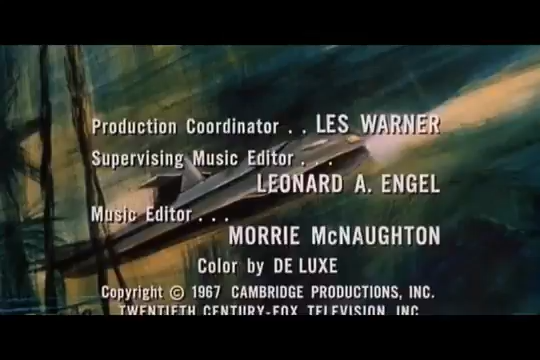 Production Coordinator . . LES WARNER
Supervising Music Editor . . .
LEONARD A. ENGEL
Music Editor . . .
MORRIE McNAUGHTON
Color by DE LUXE
Copyright © 1967 CAMBRIDGE PRODUCTIONS, INC.
TWENTIETH CENTURY-FOX TELEVISION, INC.